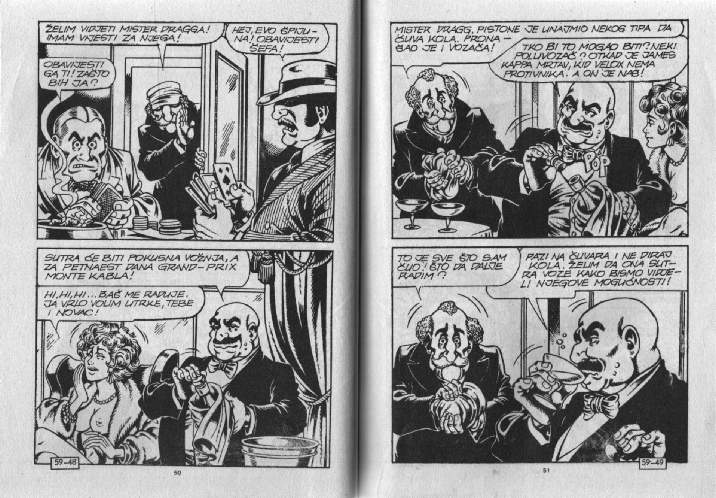 ŽELIM VIDJETI MISTER DRAGGA!
IMAM VIJESTI ZA NJEGA!
HEJ, EVO ŠPIJU-
NA! OBAVIJESTI
ŠEFA!
OBAVIJESTI
GA TI! ZAŠTO
BIH JA?
SUTRA ĆE BITI POKUSNA VOŽNJA, A
ZA PETNAEST DANA GRAND-PRIX
MONTE KABLA!
HI, HI, HI... BAŠ ME RADUJE.
JA VRLO VOLIM UTRKE, TEBE
I NOVAC!
59-48
50
MISTER DRAGG, PISTONE JE UNAJMIO NEKOG TIPA DA
ČUVA KOLA. PRONA-
ŠAO JE I VOZAČA!
TKO BI TO MOGAO BITI? NEKI
POLUVOZAČ? OTKAD JE JAMES
KAPPA MRTAV, KID VELOX NEMA
PROTIVNIKA, A ON JE NAŠ!
TO JE SVE ŠTO SAM
ČUO! ŠTO DA DALJE
RADIM?
PAZI NA ČUVARA I NE DIRAJ
KOLA. ŽELIM DA ONA SUT-
RA VOZE KAKO BISMO VIDJE-
LI NJEGOVE MOGUĆNOSTI!
51
59-49